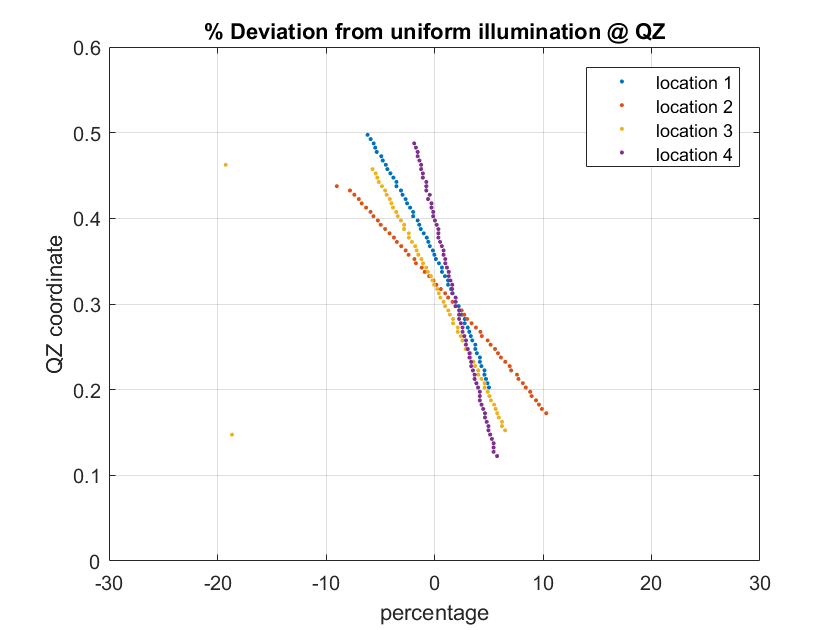 % Deviation from uniform illumination @ QZ
0.6
0.5
0.4
0.3
0.2
0.1
0
QZ coordinate
location 1
location 2
location 3
location 4
-30 -20 -10 0 10 20 30
percentage